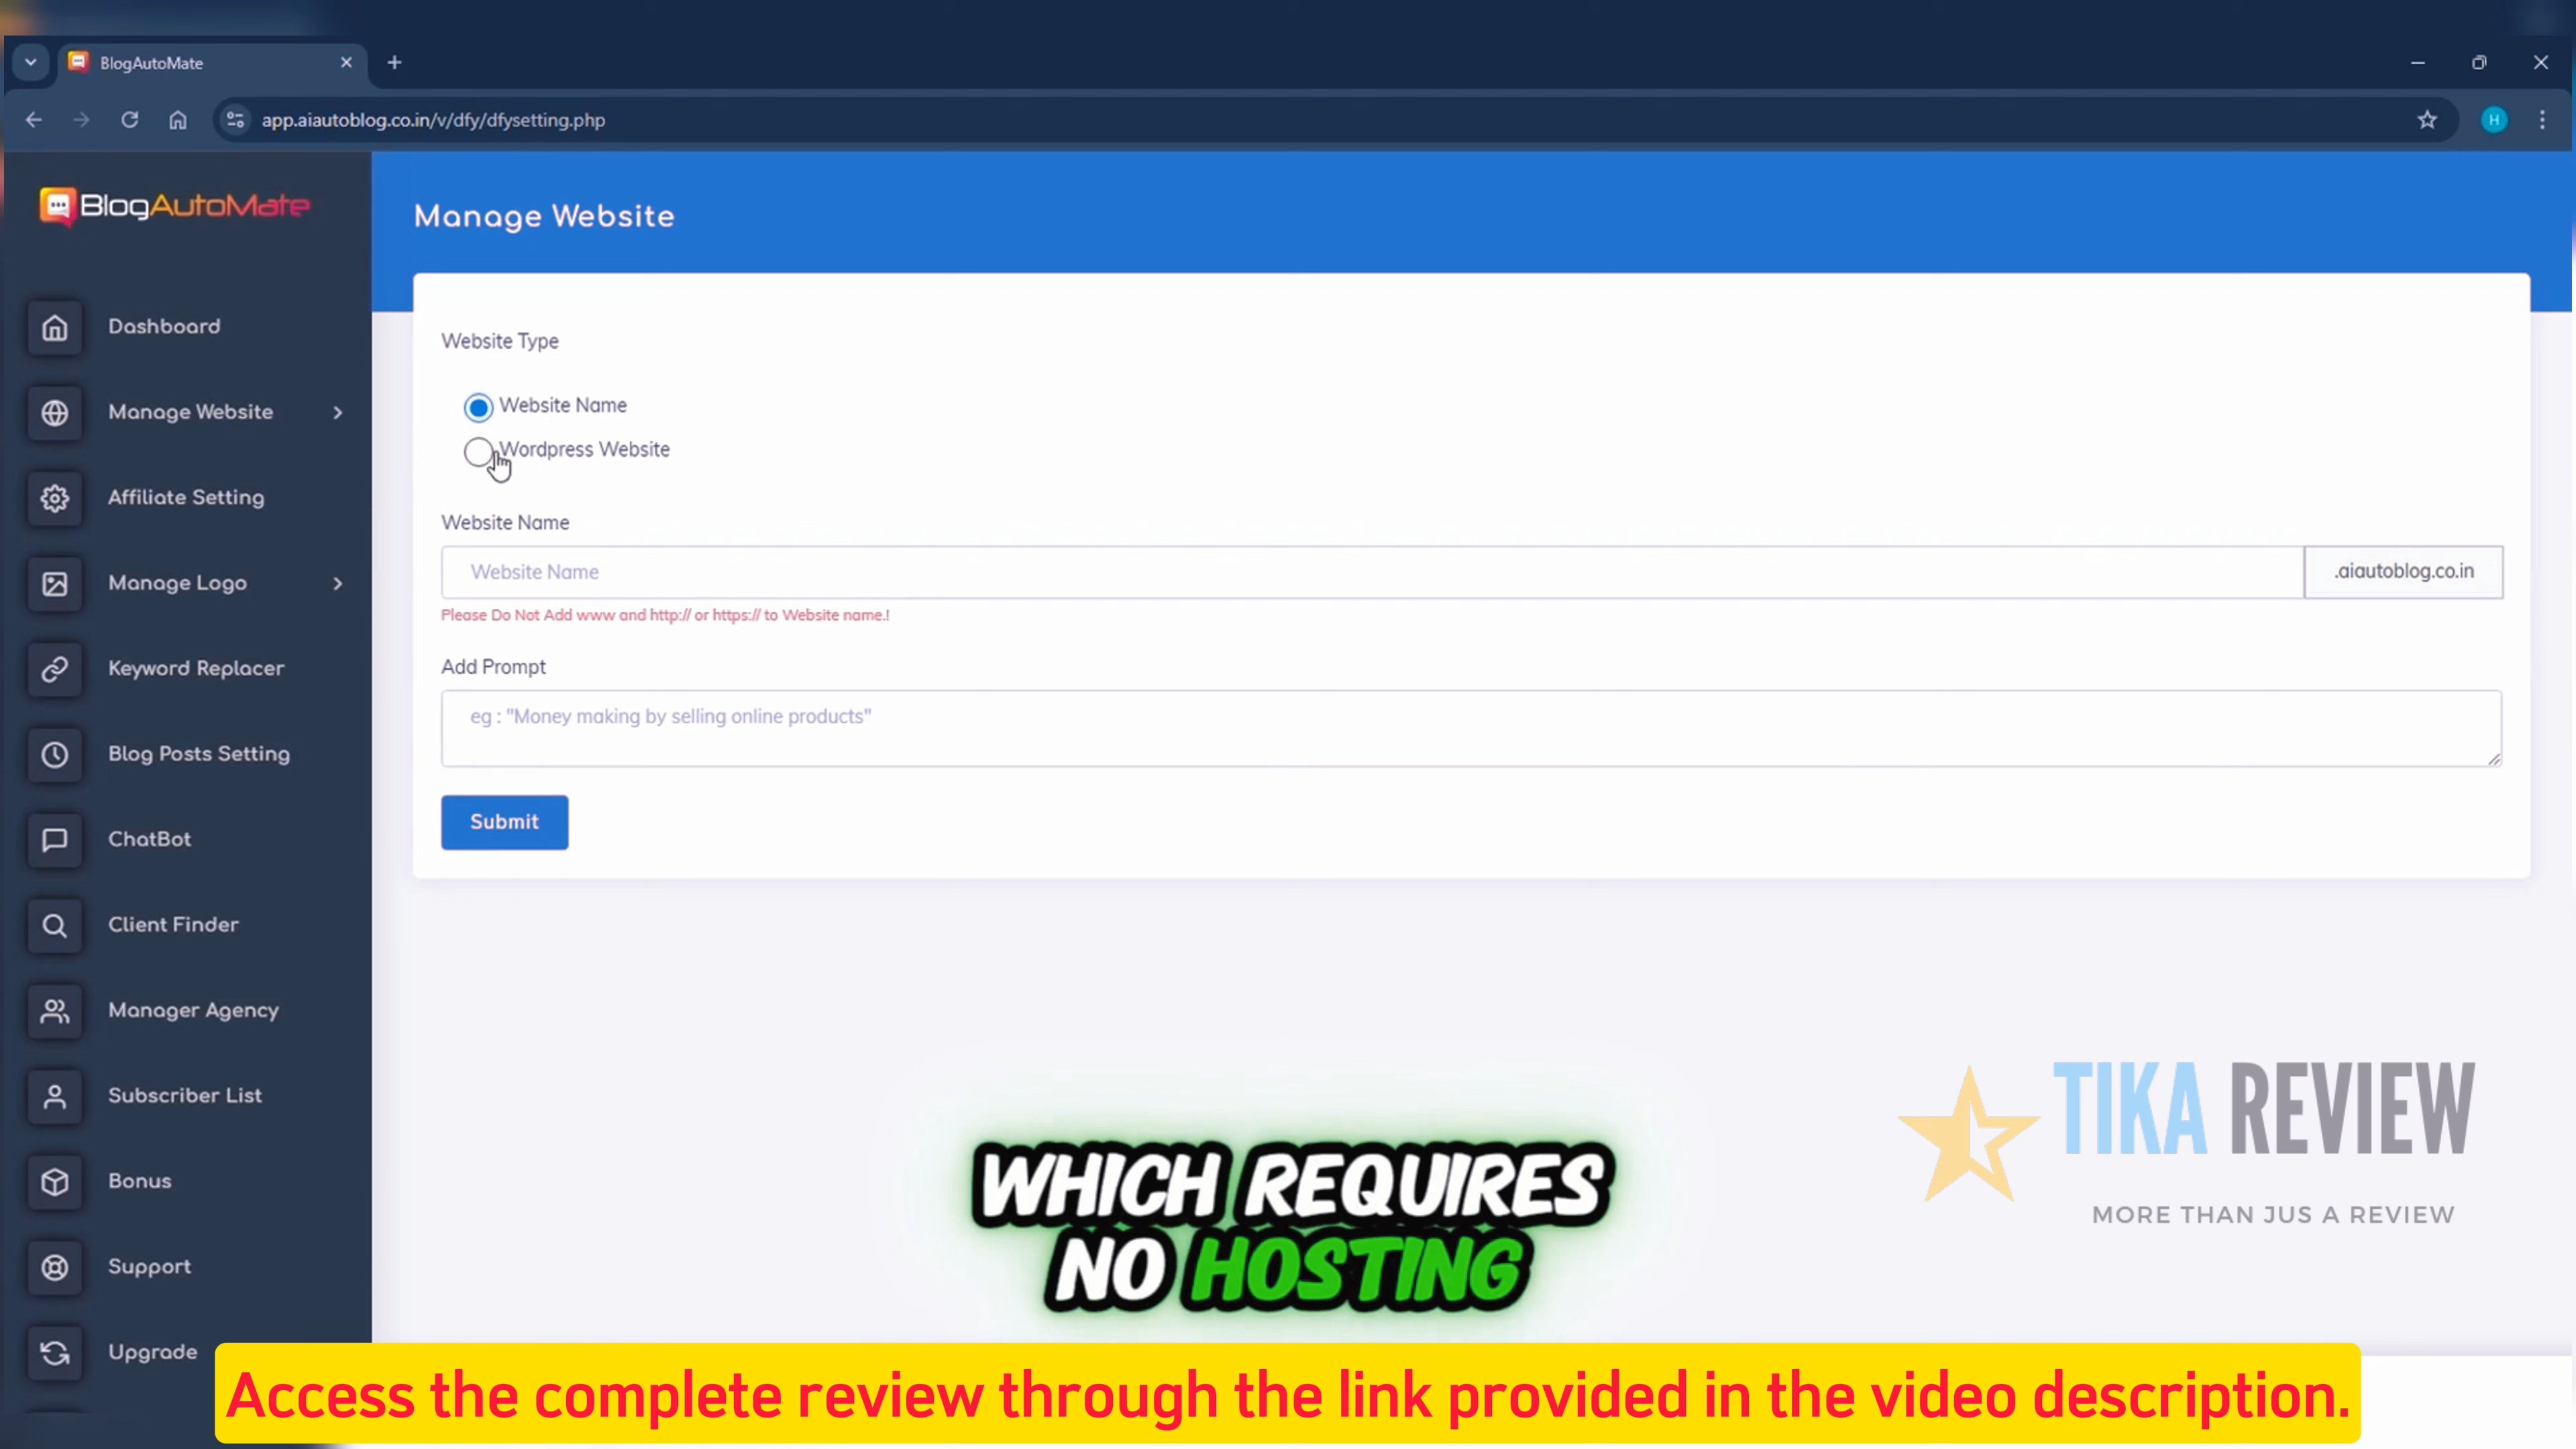 BlogAutoMate
app.aiautoblog.co.in/v/dfy/dfysetting.php
H
BlogAutoMate
Manage Website
Dashboard
Manage Website
Affiliate Setting
Manage Logo
Keyword Replacer
Blog Posts Setting
ChatBot
Client Finder
Manager Agency
Subscriber List
Bonus
Support
Upgrade
Website Type
Website Name
Wordpress Website
Website Name
Website Name
.aiautoblog.co.in
Please Do Not Add www and http:// or https:// to Website name.!
Add Prompt
eg : "Money making by selling online products"
Submit
TIKA REVIEW
MORE THAN JUST A REVIEW
WHICH REQUIRES
NO HOSTING
Access the complete review through the link provided in the video description.